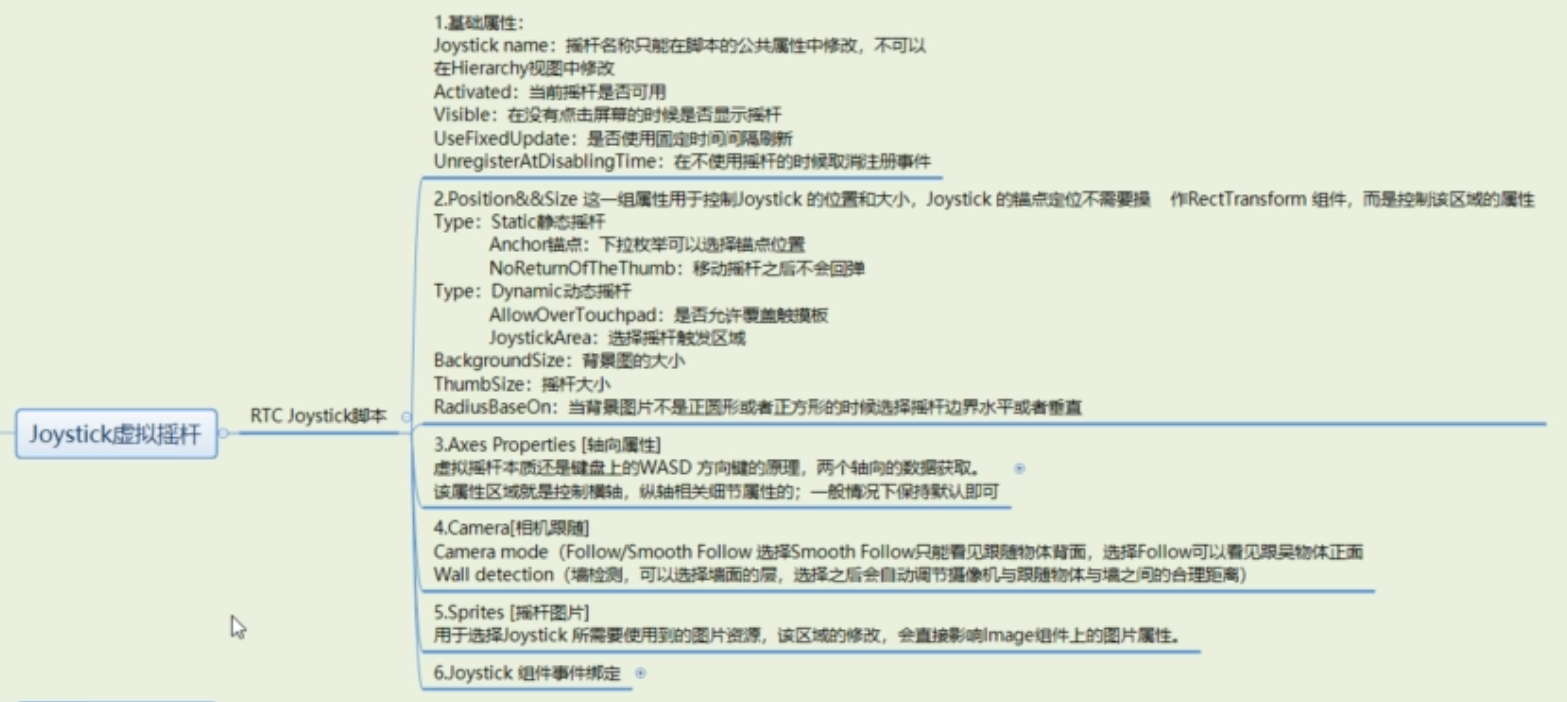 Joystick虚拟摇杆
RTC Joystick脚本
1.基础属性：
Joystick name：摇杆名称只能在脚本的公共属性中修改，不可以
在Hierarchy视图中修改
Activated：当前摇杆是否可用
Visible：在没有点击屏幕的时候是否显示摇杆
UseFixedUpdate：是否使用固定时间间隔刷新
UnregisterAtDisablingTime：在不使用摇杆的时候取消注册事件
2.Position&&Size 这一组属性用于控制Joystick 的位置和大小，Joystick 的锚点定位不需要操 作RectTransform 组件，而是控制该区域的属性
Type：Static静态摇杆
Anchor锚点：下拉枚举可以选择锚点位置
NoReturnOfTheThumb：移动摇杆之后不会回弹
Type：Dynamic动态摇杆
AllowOverTouchpad：是否允许覆盖触摸板
JoystickArea：选择摇杆触发区域
BackgroundSize：背景图的大小
ThumbSize：摇杆大小
RadiusBaseOn：当背景图片不是正圆形或者正方形的时候选择摇杆边界水平或者垂直
3.Axes Properties [轴向属性]
虚拟摇杆本质还是键盘上的WASD 方向键的原理，两个轴向的数据获取。
该属性区域就是控制横轴，纵轴相关细节属性的；一般情况下保持默认即可
4.Camera[相机跟随]
Camera mode（Follow/Smooth Follow 选择Smooth Follow只能看见跟随物体背面，选择Follow可以看见跟吴物体正面
Wall detection（墙检测，可以选择墙面的层，选择之后会自动调节摄像机与跟随物体与墙之间的合理距离）
5.Sprites [摇杆图片]
用于选择Joystick 所需要使用到的图片资源，该区域的修改，会直接影响Image组件上的图片属性。
6.Joystick 组件事件绑定